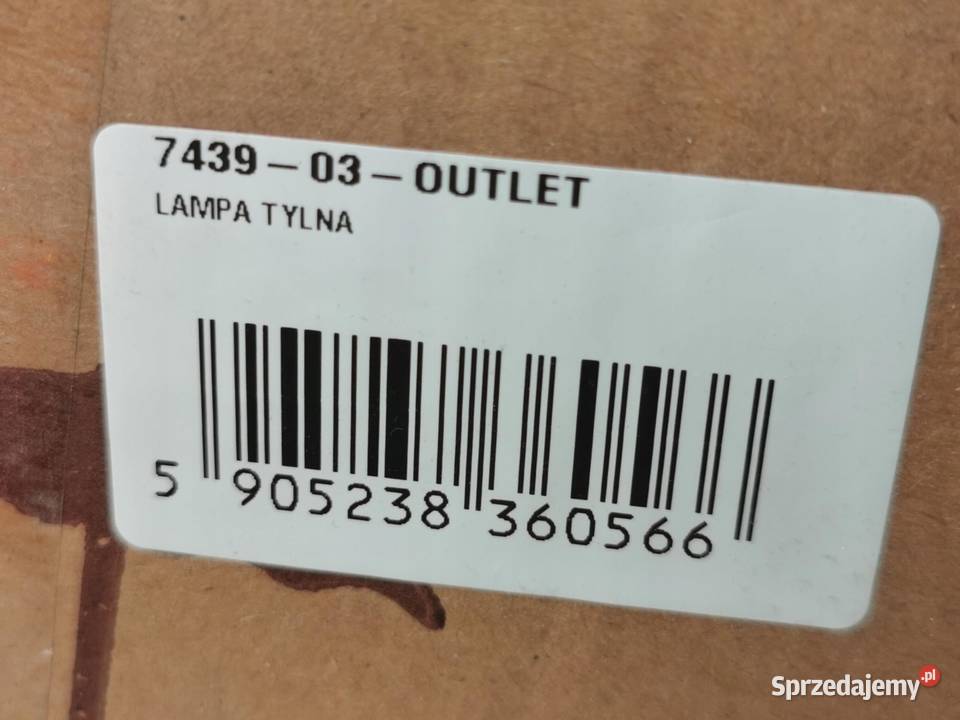 7439-03-OUTLET
LAMPA TYLNA
5 905238 360566
Sprzedajemy.pl